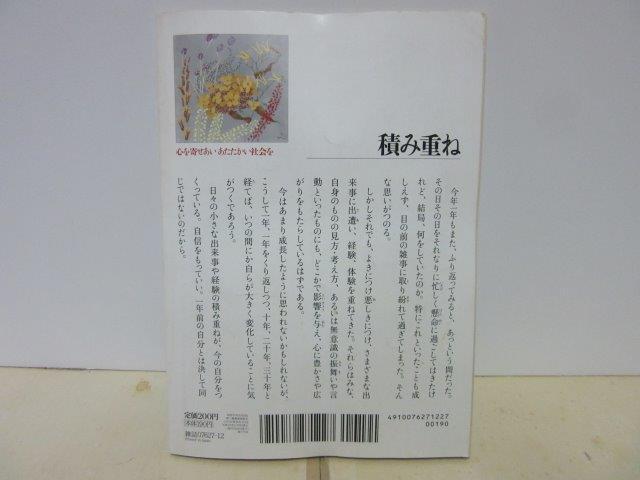 心を寄せあい あたたかい社会を
積み重ね
今年一年もまた、ふり返ってみると、あっという間だった。
その日その日をそれなりに忙しく懸命に過ごしてはきたけ
れど、結局、何をしていたのか。特にこれといったことも成
しえず、目の前の雑事に取り紛れて過ぎてしまった。そん
な思いがつのる。
しかしそれでも、よきにつけ悪しきにつけ、さまざまな出
来事に出遭い、経験、体験を重ねてきた。それらはみな、
自身のものの見方・考え方、あるいは無意識の振舞いや言
動といったものにも、どこかで影響を与え、心に豊かさや広
がりをもたらしているはずである。
今はあまり成長したように思われないかもしれないが、
こうして一年、一年をくり返しつつ、十年、二十年、三十年と
経てば、いつの間にか自らが大きく変化していることに気
がつくであろう。
日々の小さな出来事や経験の積み重ねが、今の自分をつ
くっている。自信をもっていい。一年前の自分とは決して同
じではないのだから。
定価200円
本体190円
雑誌07627-12
4910076271227
00190